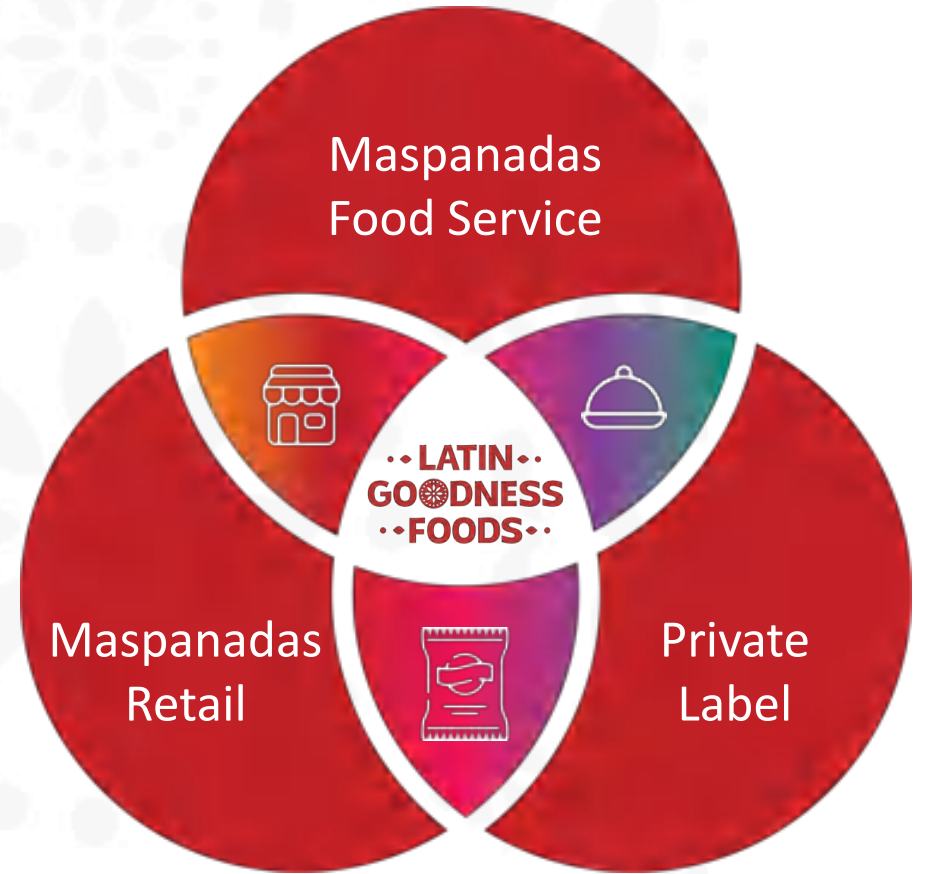 Maspanadas
Food Service
LATIN
GOODNESS
FOODS
Maspanadas
Retail
Private
Label